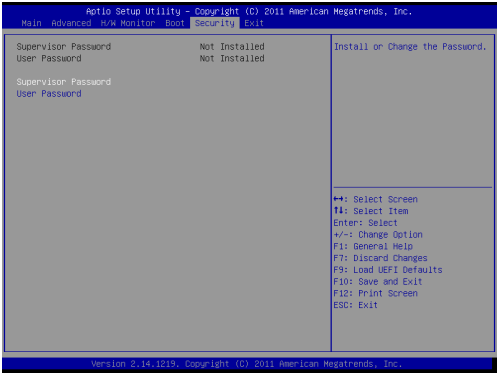 Aptio Setup Utility – Copyright (C) 2011 American Megatrends, Inc.
Main Advanced H/W Monitor Boot Security Exit
Supervisor Password Not Installed
User Password Not Installed
Supervisor Password
User Password
Install or Change the Password.
↔: Select Screen
↑↓: Select Item
Enter: Select
+/-: Change Option
F1: General Help
F7: Discard Changes
F9: Load UEFI Defaults
F10: Save and Exit
F12: Print Screen
ESC: Exit
Version 2.14.1219. Copyright (C) 2011 American Megatrends, Inc.